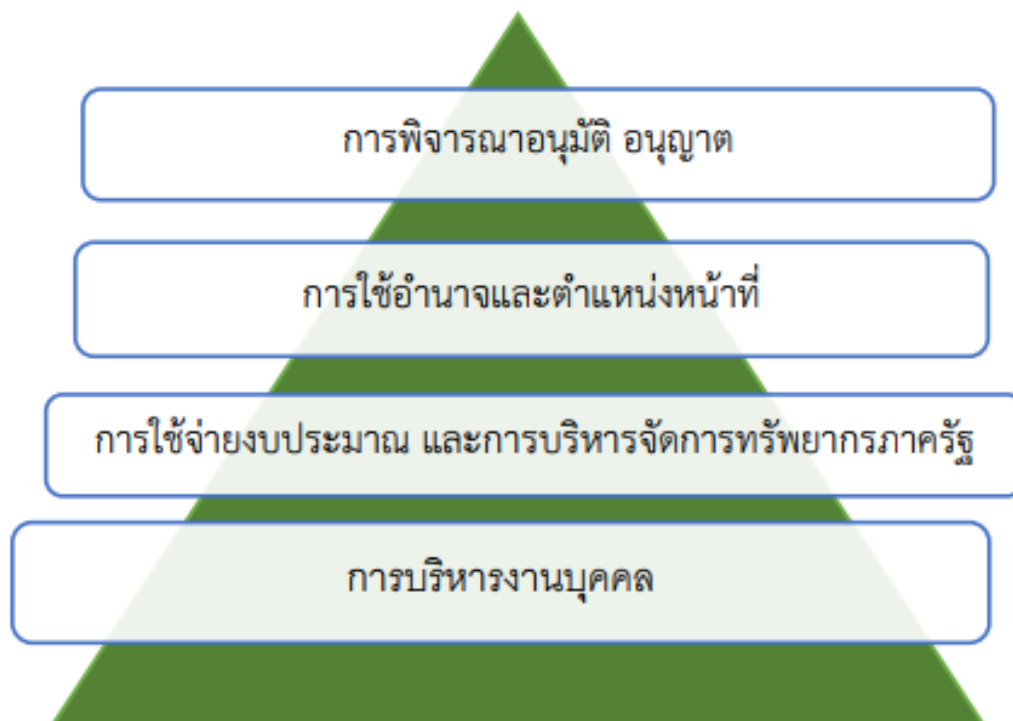 การพิจารณาอนุมัติ อนุญาต
การใช้อำนาจและตำแหน่งหน้าที่
การใช้จ่ายงบประมาณ และการบริหารจัดการทรัพยากรภาครัฐ
การบริหารงานบุคคล